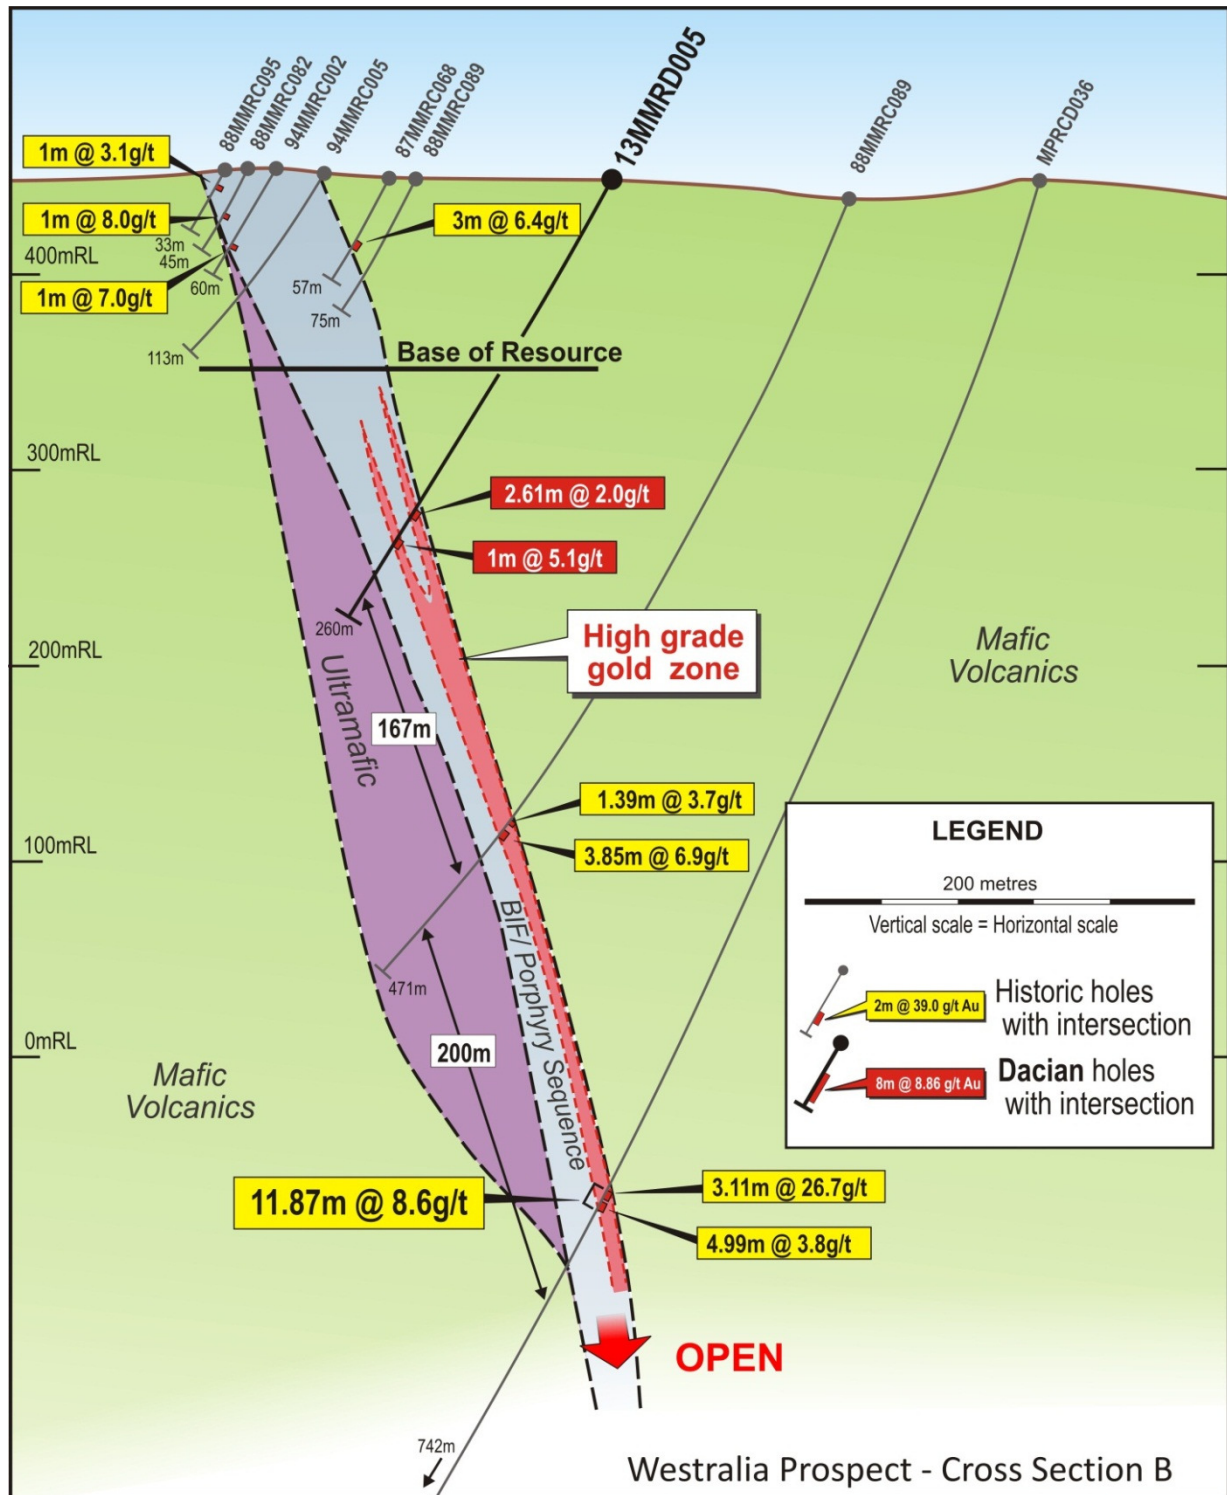 88MMRC095
88MMRC082
94MMRC002
94MMRC005
87MMRC068
88MMRC089
13MMRD005
88MMRC089
MPRCD036
1m @ 3.1g/t
1m @ 8.0g/t
3m @ 6.4g/t
33m
45m
400mRL
60m
57m
1m @ 7.0g/t
75m
113m
Base of Resource
300mRL
2.61m @ 2.0g/t
1m @ 5.1g/t
260m
High grade
gold zone
Mafic
Volcanics
200mRL
Ultramafic
167m
1.39m @ 3.7g/t
3.85m @ 6.9g/t
100mRL
LEGEND
200 metres
Vertical scale = Horizontal scale
2m @ 39.0 g/t Au
Historic holes
with intersection
8m @ 8.86 g/t Au
Dacian holes
with intersection
BIF/ Porphyry Sequence
471m
0mRL
200m
Mafic
Volcanics
11.87m @ 8.6g/t
3.11m @ 26.7g/t
4.99m @ 3.8g/t
OPEN
742m
Westralia Prospect - Cross Section B